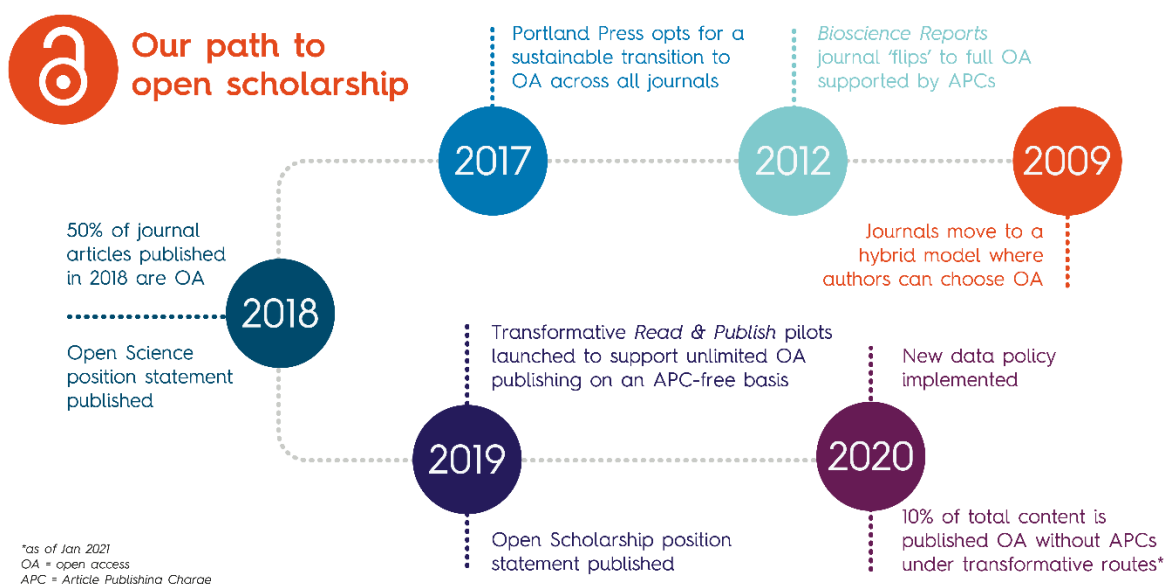 Our path to
open scholarship
Portland Press opts for a
sustainable transition to
OA across all journals
Bioscience Reports
journal ‘flips’ to full OA
supported by APCs
2017
2012
2009
Journals move to a
hybrid model where
authors can choose OA
50% of journal
articles published
in 2018 are OA
2018
Open Science
position statement
published
Transformative Read & Publish pilots
launched to support unlimited OA
publishing on an APC-free basis
2019
Open Scholarship position
statement published
New data policy
implemented
2020
10% of total content is
published OA without APCs
under transformative routes*
*as of Jan 2021
OA = open access
APC = Article Publishing Charge